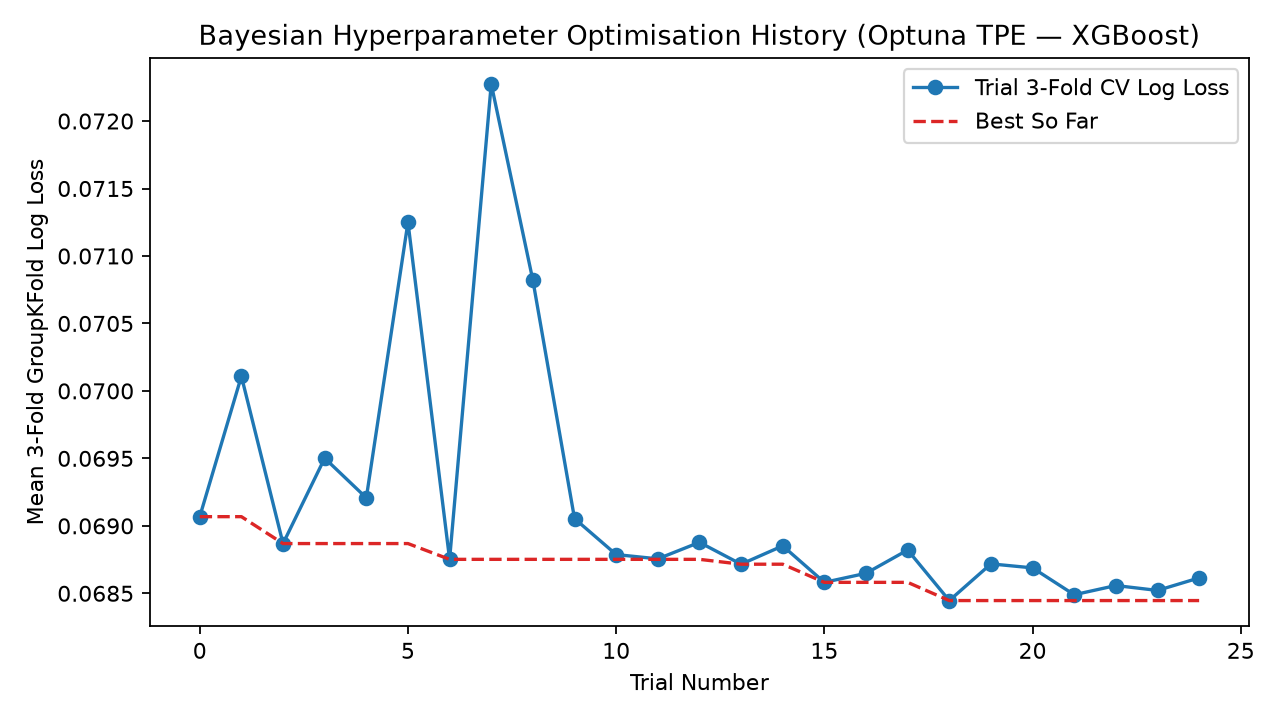 Bayesian Hyperparameter Optimisation History (Optuna TPE — XGBoost)
Trial 3-Fold CV Log Loss
Best So Far
Mean 3-Fold GroupKFold Log Loss
0.0720
0.0715
0.0710
0.0705
0.0700
0.0695
0.0690
0.0685
0 5 10 15 20 25
Trial Number